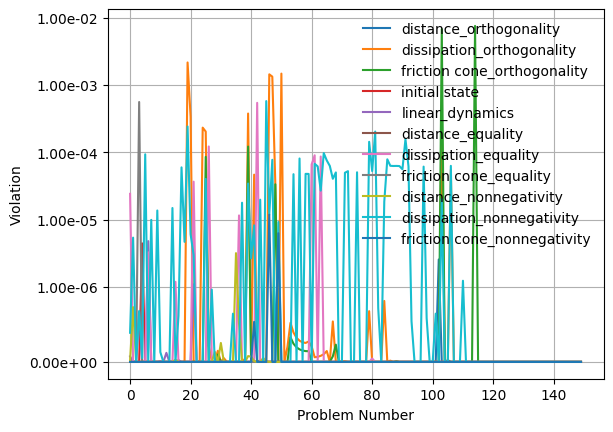 1.00e-02
1.00e-03
1.00e-04
1.00e-05
1.00e-06
0.00e+00
Violation
distance_orthogonality
dissipation_orthogonality
friction cone_orthogonality
initial_state
linear_dynamics
distance_equality
dissipation_equality
friction cone_equality
distance_nonnegativity
dissipation_nonnegativity
friction cone_nonnegativity
0 20 40 60 80 100 120 140
Problem Number